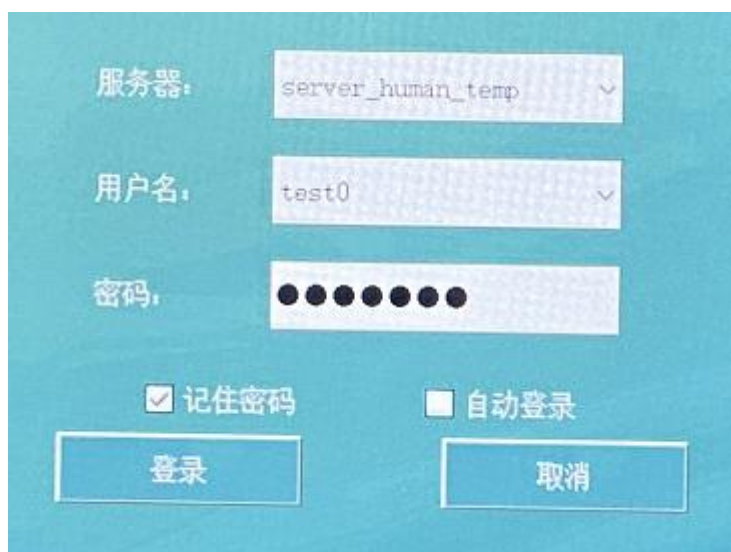 服务器: server_human_temp
用户名: test0
密码: ●●●●●●●
记住密码 自动登录
登录 取消